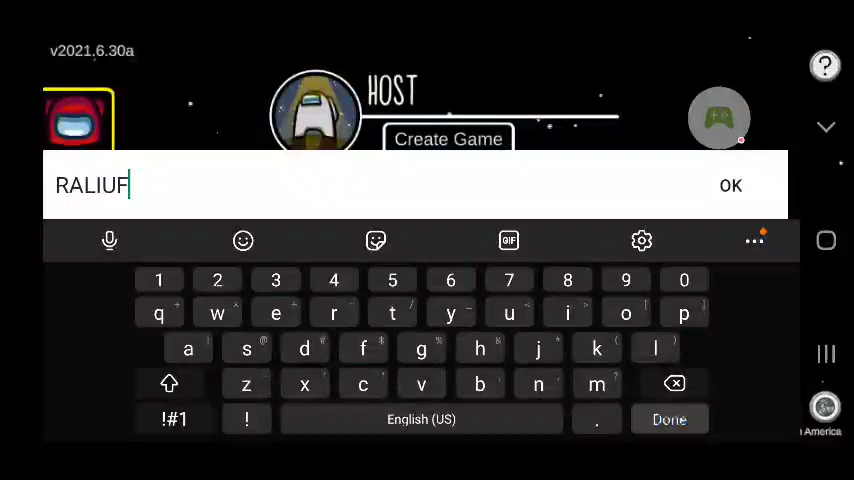 v2021.6.30a
HOST
Create Game
RALIUF
OK
GIF
1 2 3 4 5 6 7 8 9 0
q w e r t y u i o p
a s d f g h j k l
z x c v b n m
!#1 ! English (US) . Done
America